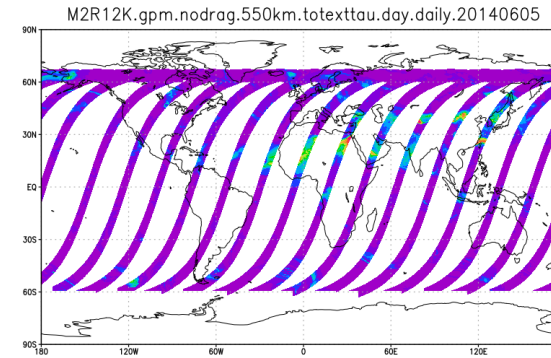 M2R12K.gpm.nodrag.550km.totexttau.day.daily.20140605
90N
60N
30N
EQ
30S
60S
90S
180 120W 60W 0 60E 120E